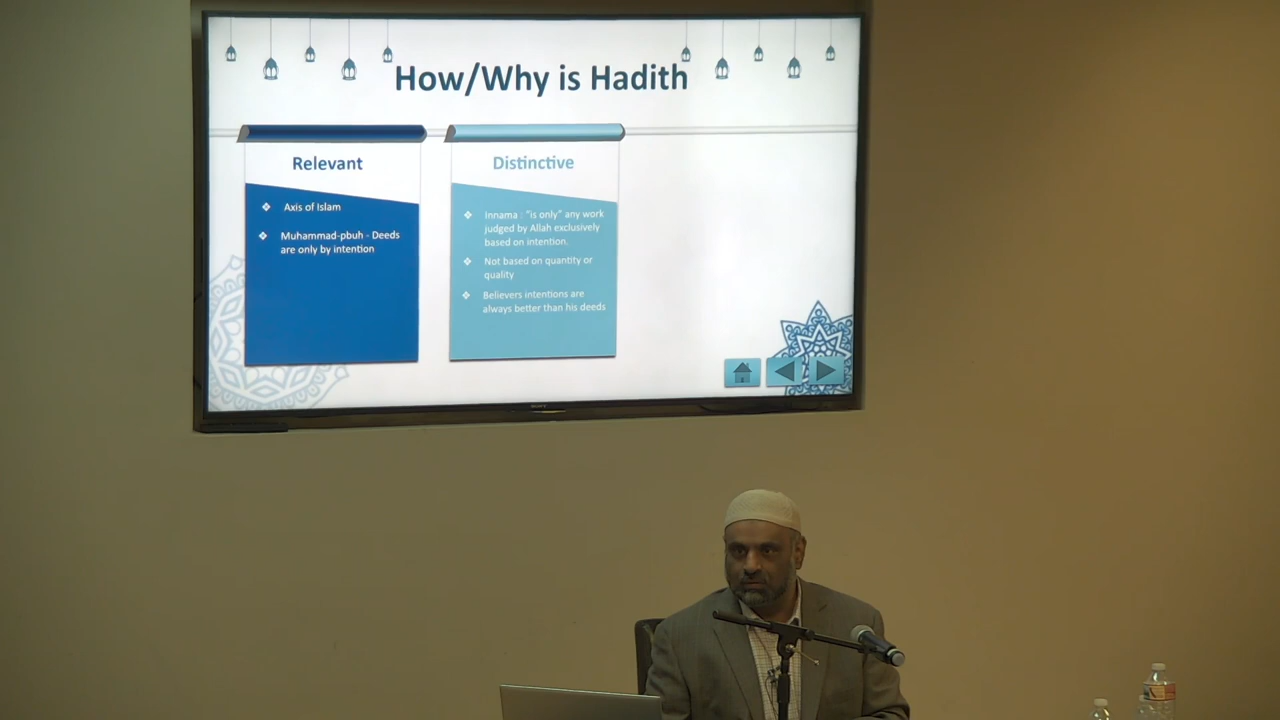 How/Why is Hadith
Relevant
❖ Axis of Islam
❖ Muhammad-pbuh - Deeds
are only by intention
Distinctive
❖ Innama : "is only" any work
judged by Allah exclusively
based on intention.
❖ Not based on quantity or
quality
❖ Believers intentions are
always better than his deeds
SONY